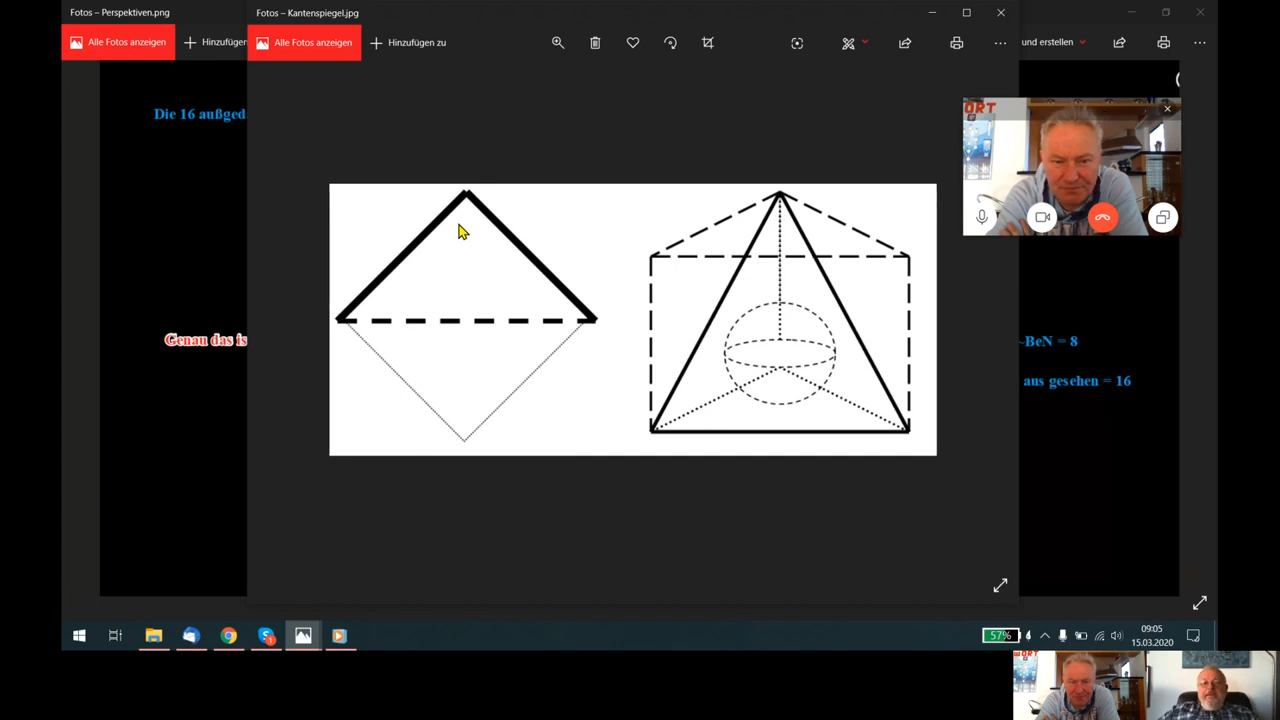 Fotos – Perspektiven.png
Fotos – Kantenspiegel.jpg
Alle Fotos anzeigen
Hinzufügen
Alle Fotos anzeigen
Hinzufügen zu
und erstellen
Die 16 außged
ORT
Genau das is
~BeN = 8
aus gesehen = 16
57%
1
09:05
15.03.2020